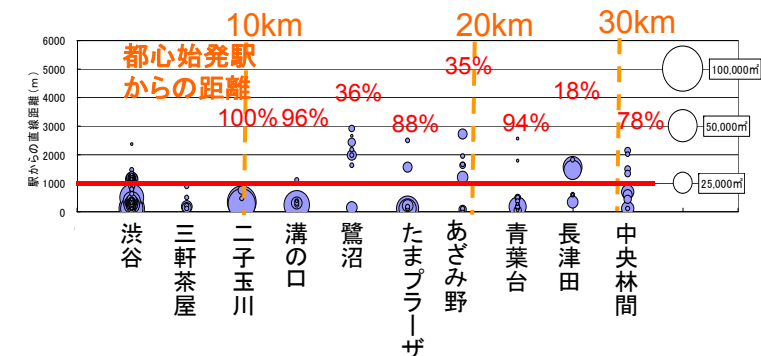 10km
20km
30km
都心始発駅
からの距離
駅からの直線距離(m)
6000
5000
4000
3000
2000
1000
0
100%
96%
36%
88%
35%
94%
18%
78%
100,000㎡
50,000㎡
25,000㎡
渋谷
三軒茶屋
二子玉川
溝の口
鷺沼
たまプラーザ
あざみ野
青葉台
長津田
中央林間